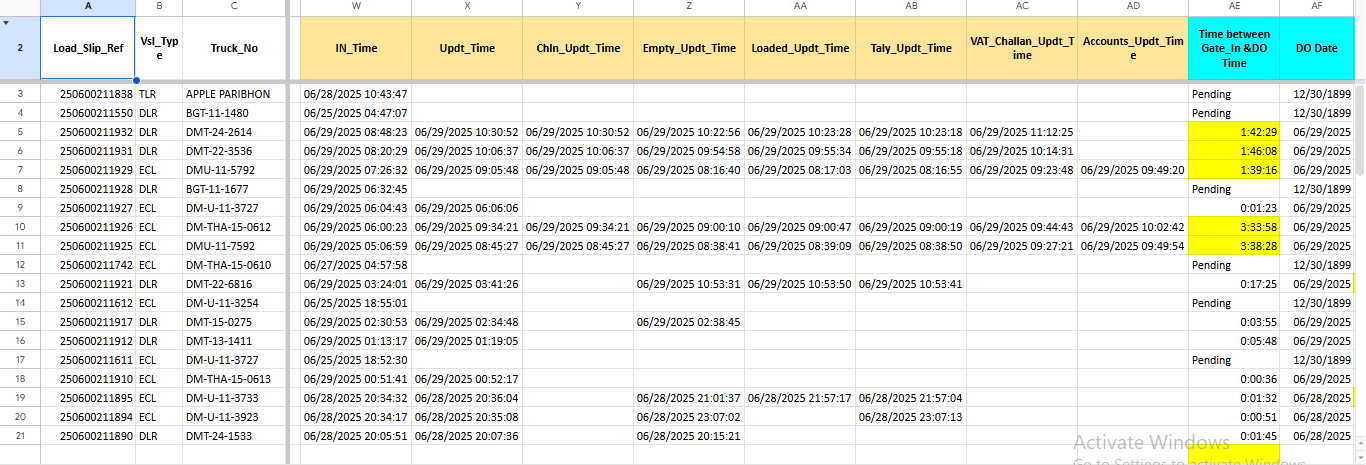 A B C W X Y Z AA AB AC AD AE AF
2 Load_Slip_Ref Vsl_Type Truck_No IN_Time Updt_Time ChIn_Updt_Time Empty_Updt_Time Loaded_Updt_Time Taly_Updt_Time VAT_Challan_Updt_Time Accounts_Updt_Time Time between Gate_In &DO Time DO Date
3 250600211838 TLR APPLE PARIBHON 06/28/2025 10:43:47 Pending 12/30/1899
4 250600211550 DLR BGT-11-1480 06/25/2025 04:47:07 Pending 12/30/1899
5 250600211932 DLR DMT-24-2614 06/29/2025 08:48:23 06/29/2025 10:30:52 06/29/2025 10:30:52 06/29/2025 10:22:56 06/29/2025 10:23:28 06/29/2025 10:23:18 06/29/2025 11:12:25 1:42:29 06/29/2025
6 250600211931 DLR DMT-22-3536 06/29/2025 08:20:29 06/29/2025 10:06:37 06/29/2025 10:06:37 06/29/2025 09:54:58 06/29/2025 09:55:34 06/29/2025 09:55:18 06/29/2025 10:14:31 1:46:08 06/29/2025
7 250600211929 ECL DMU-11-5792 06/29/2025 07:26:32 06/29/2025 09:05:48 06/29/2025 09:05:48 06/29/2025 08:16:40 06/29/2025 08:17:03 06/29/2025 08:16:55 06/29/2025 09:23:48 06/29/2025 09:49:20 1:39:16 06/29/2025
8 250600211928 DLR BGT-11-1677 06/29/2025 06:32:45 Pending 12/30/1899
9 250600211927 ECL DM-U-11-3727 06/29/2025 06:04:43 06/29/2025 06:06:06 0:01:23 06/29/2025
10 250600211926 ECL DM-THA-15-0612 06/29/2025 06:00:23 06/29/2025 09:34:21 06/29/2025 09:34:21 06/29/2025 09:00:10 06/29/2025 09:00:47 06/29/2025 09:00:19 06/29/2025 09:44:43 06/29/2025 10:02:42 3:33:58 06/29/2025
11 250600211925 ECL DMU-11-7592 06/29/2025 05:06:59 06/29/2025 08:45:27 06/29/2025 08:45:27 06/29/2025 08:38:41 06/29/2025 08:39:09 06/29/2025 08:38:50 06/29/2025 09:27:21 06/29/2025 09:49:54 3:38:28 06/29/2025
12 250600211742 ECL DM-THA-15-0610 06/27/2025 04:57:58 Pending 12/30/1899
13 250600211921 DLR DMT-22-6816 06/29/2025 03:24:01 06/29/2025 03:41:26 06/29/2025 10:53:31 06/29/2025 10:53:50 06/29/2025 10:53:41 0:17:25 06/29/2025
14 250600211612 ECL DM-U-11-3254 06/25/2025 18:55:01 Pending 12/30/1899
15 250600211917 DLR DMT-15-0275 06/29/2025 02:30:53 06/29/2025 02:34:48 06/29/2025 02:38:45 0:03:55 06/29/2025
16 250600211912 DLR DMT-13-1411 06/29/2025 01:13:17 06/29/2025 01:19:05 0:05:48 06/29/2025
17 250600211611 ECL DM-U-11-3727 06/25/2025 18:52:30 Pending 12/30/1899
18 250600211910 ECL DM-THA-15-0613 06/29/2025 00:51:41 06/29/2025 00:52:17 0:00:36 06/29/2025
19 250600211895 ECL DM-U-11-3733 06/28/2025 20:34:32 06/28/2025 20:36:04 06/28/2025 21:01:37 06/28/2025 21:57:17 06/28/2025 21:57:04 0:01:32 06/28/2025
20 250600211894 ECL DM-U-11-3923 06/28/2025 20:34:17 06/28/2025 20:35:08 06/28/2025 23:07:02 06/28/2025 23:07:13 0:00:51 06/28/2025
21 250600211890 DLR DMT-24-1533 06/28/2025 20:05:51 06/28/2025 20:07:36 06/28/2025 20:15:21 0:01:45 06/28/2025
Activate Windows
Go to Settings to activate Windows